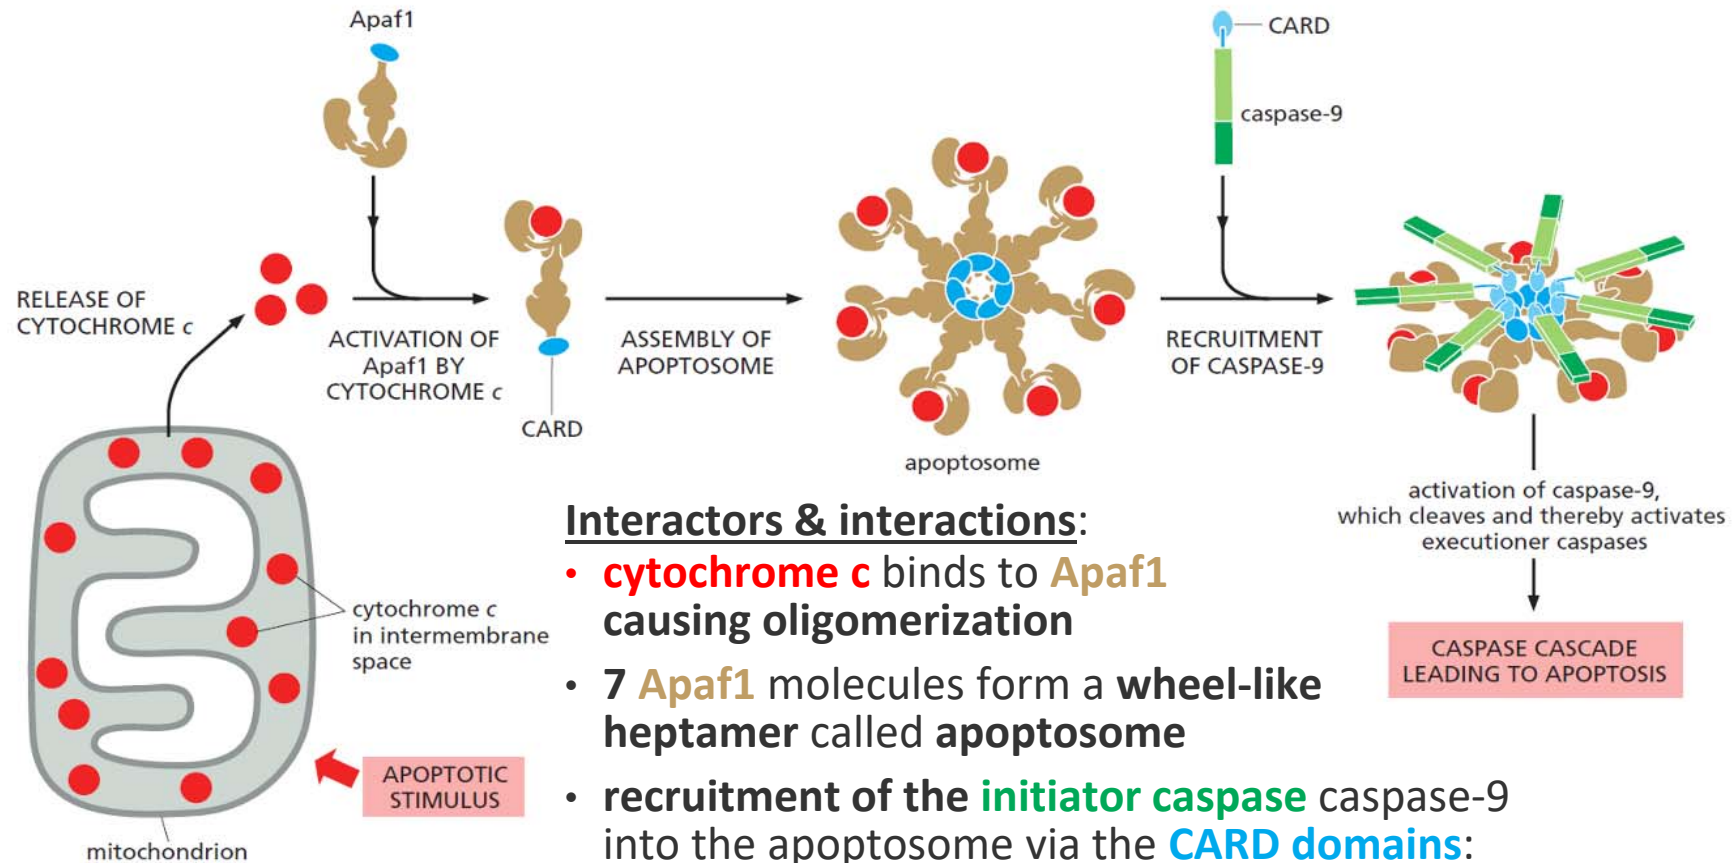 Apaf1
CARD
caspase-9
RELEASE OF
CYTOCHROME c
ACTIVATION OF
Apaf1 BY
CYTOCHROME c
CARD
ASSEMBLY OF
APOPTOSOME
apoptosome
RECRUITMENT
OF CASPASE-9
activation of caspase-9,
which cleaves and thereby activates
executioner caspases
CASPASE CASCADE
LEADING TO APOPTOSIS
cytochrome c
in intermembrane
space
APOPTOTIC
STIMULUS
mitochondrion
Interactors & interactions:
• cytochrome c binds to Apaf1
causing oligomerization
• 7 Apaf1 molecules form a wheel-like
heptamer called apoptosome
• recruitment of the initiator caspase caspase-9
into the apoptosome via the CARD domains: